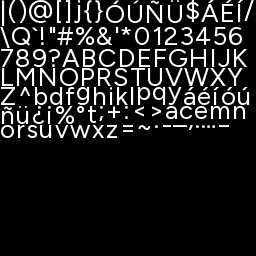 |()@[]j{}ÓÚÑÜ$ÁÉÍ/
\Q`!"#%&'*0123456
789?ABCDEFGHIJK
LMNOPRSTUVWXY
Z^bdfghiklpqyáéíóú
ñü¿¡%°t;+:<>acemn
orsuvwxz=~·-—,·...–